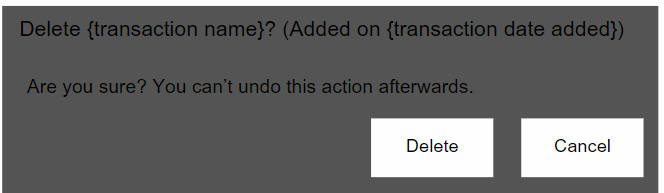 Delete {transaction name}? (Added on {transaction date added})
Are you sure? You can’t undo this action afterwards.
Delete Cancel